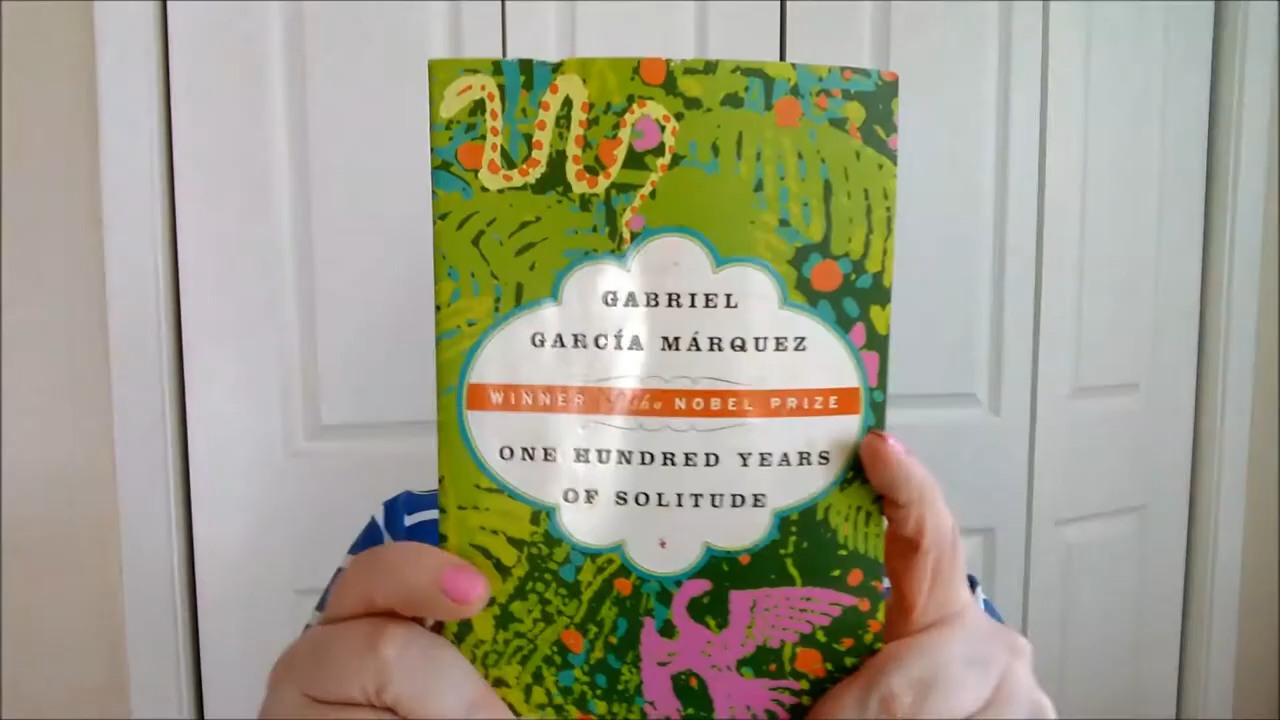 GABRIEL
GARCÍA MÁRQUEZ
WINNER of the NOBEL PRIZE
ONE HUNDRED YEARS
OF SOLITUDE